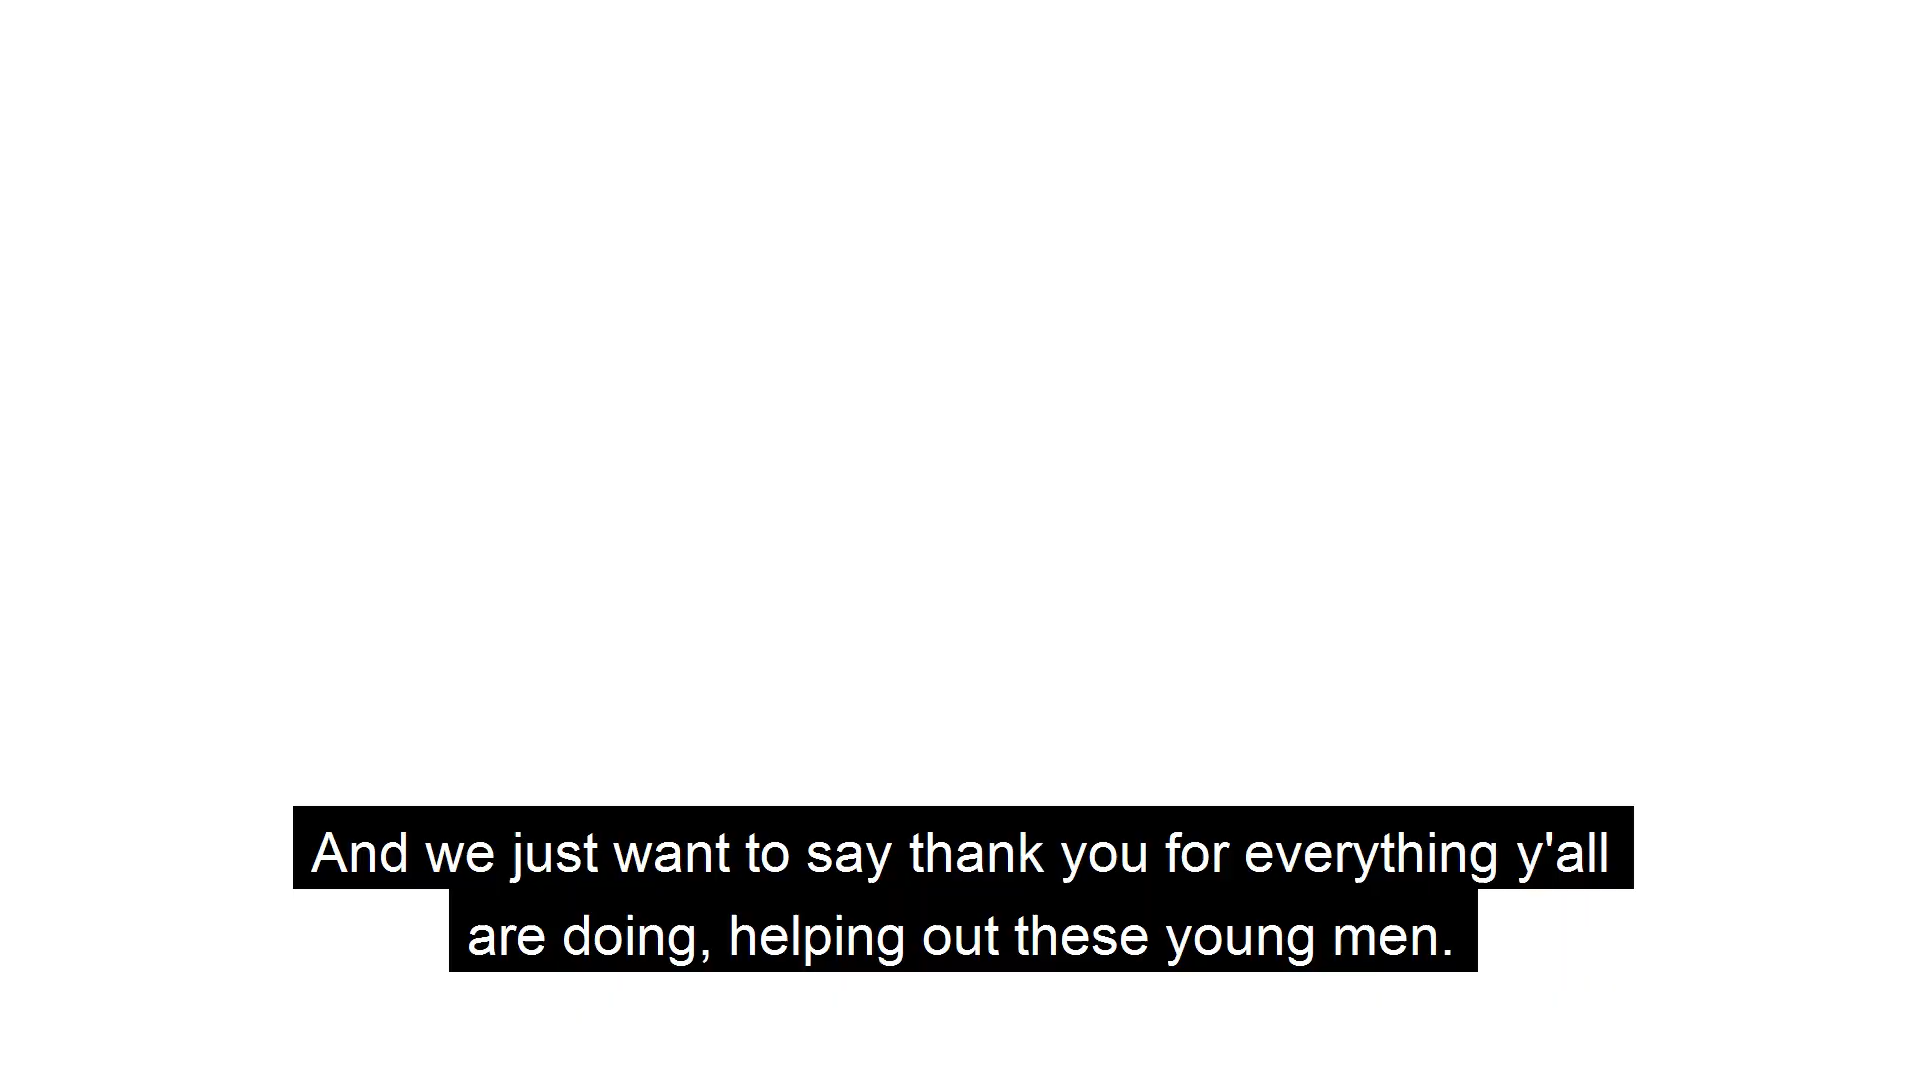 And we just want to say thank you for everything y'all
are doing, helping out these young men.